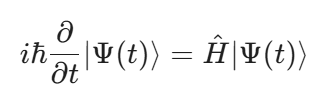 iℏ ∂/∂t |Ψ(t)⟩ = Ĥ|Ψ(t)⟩